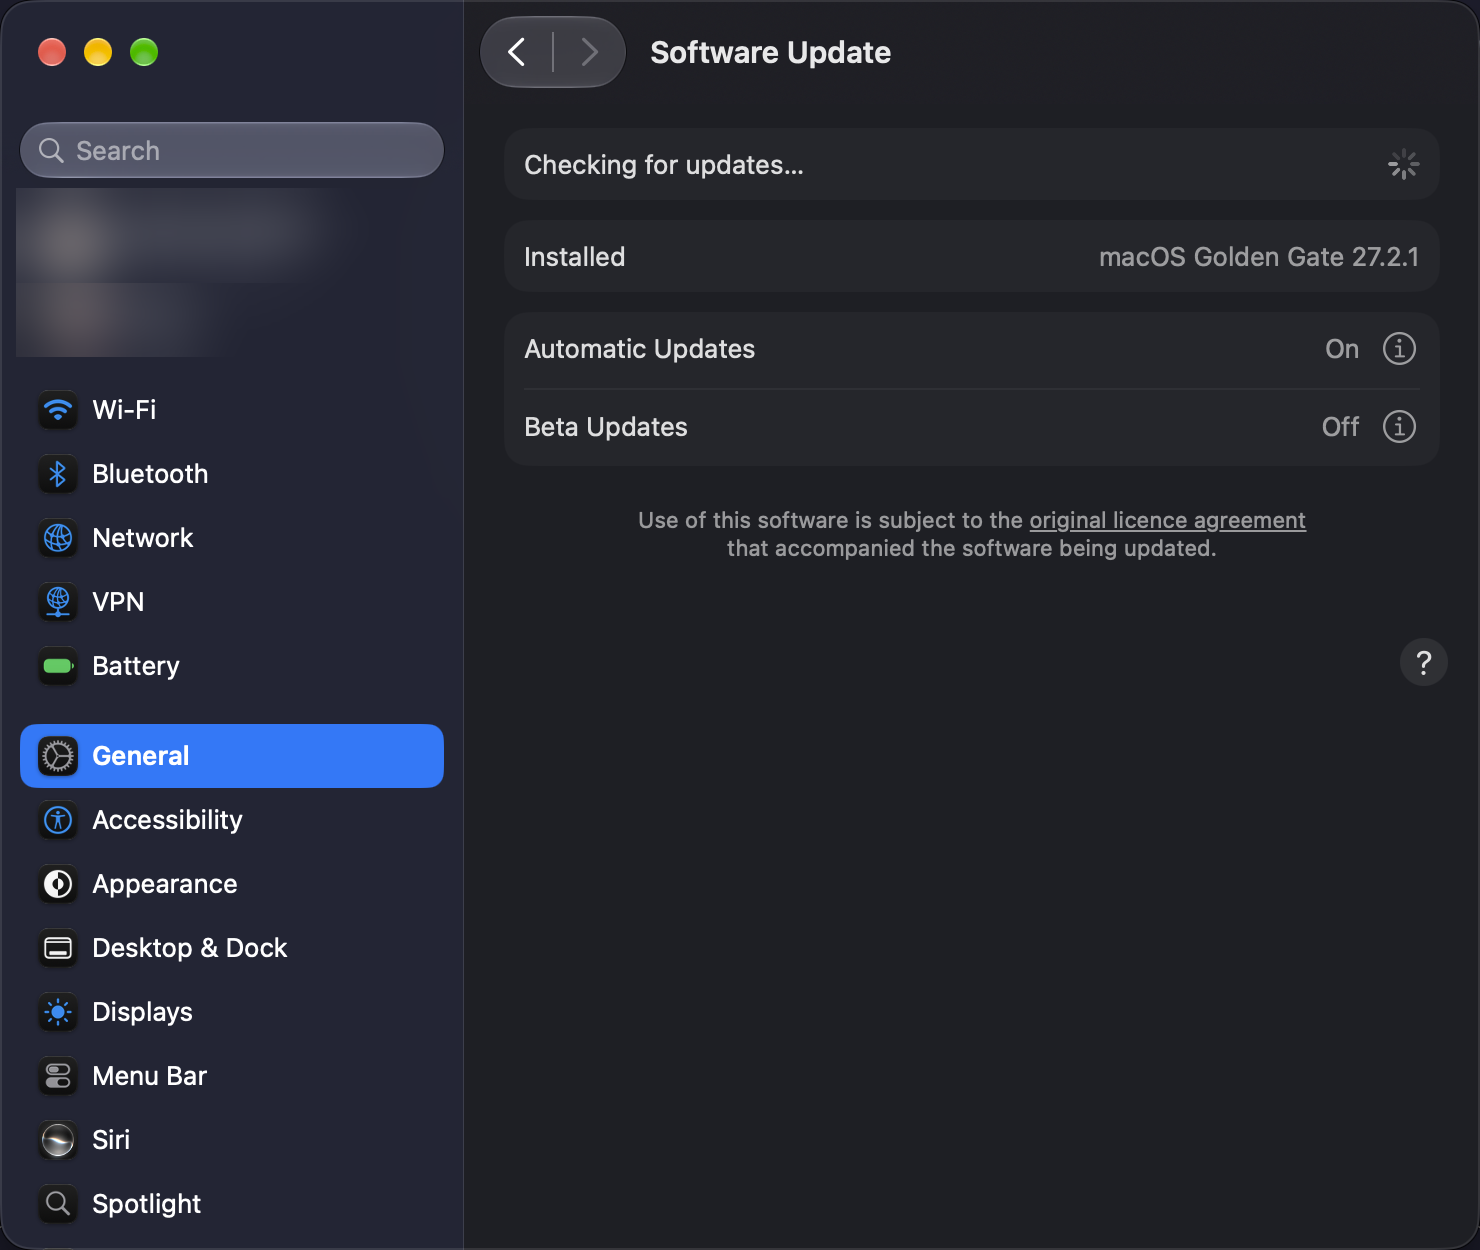 Search
Wi-Fi
Bluetooth
Network
VPN
Battery
General
Accessibility
Appearance
Desktop & Dock
Displays
Menu Bar
Siri
Spotlight
Software Update
Checking for updates...
Installed macOS Golden Gate 27.2.1
Automatic Updates On
Beta Updates Off
Use of this software is subject to the original licence agreement
that accompanied the software being updated.
?